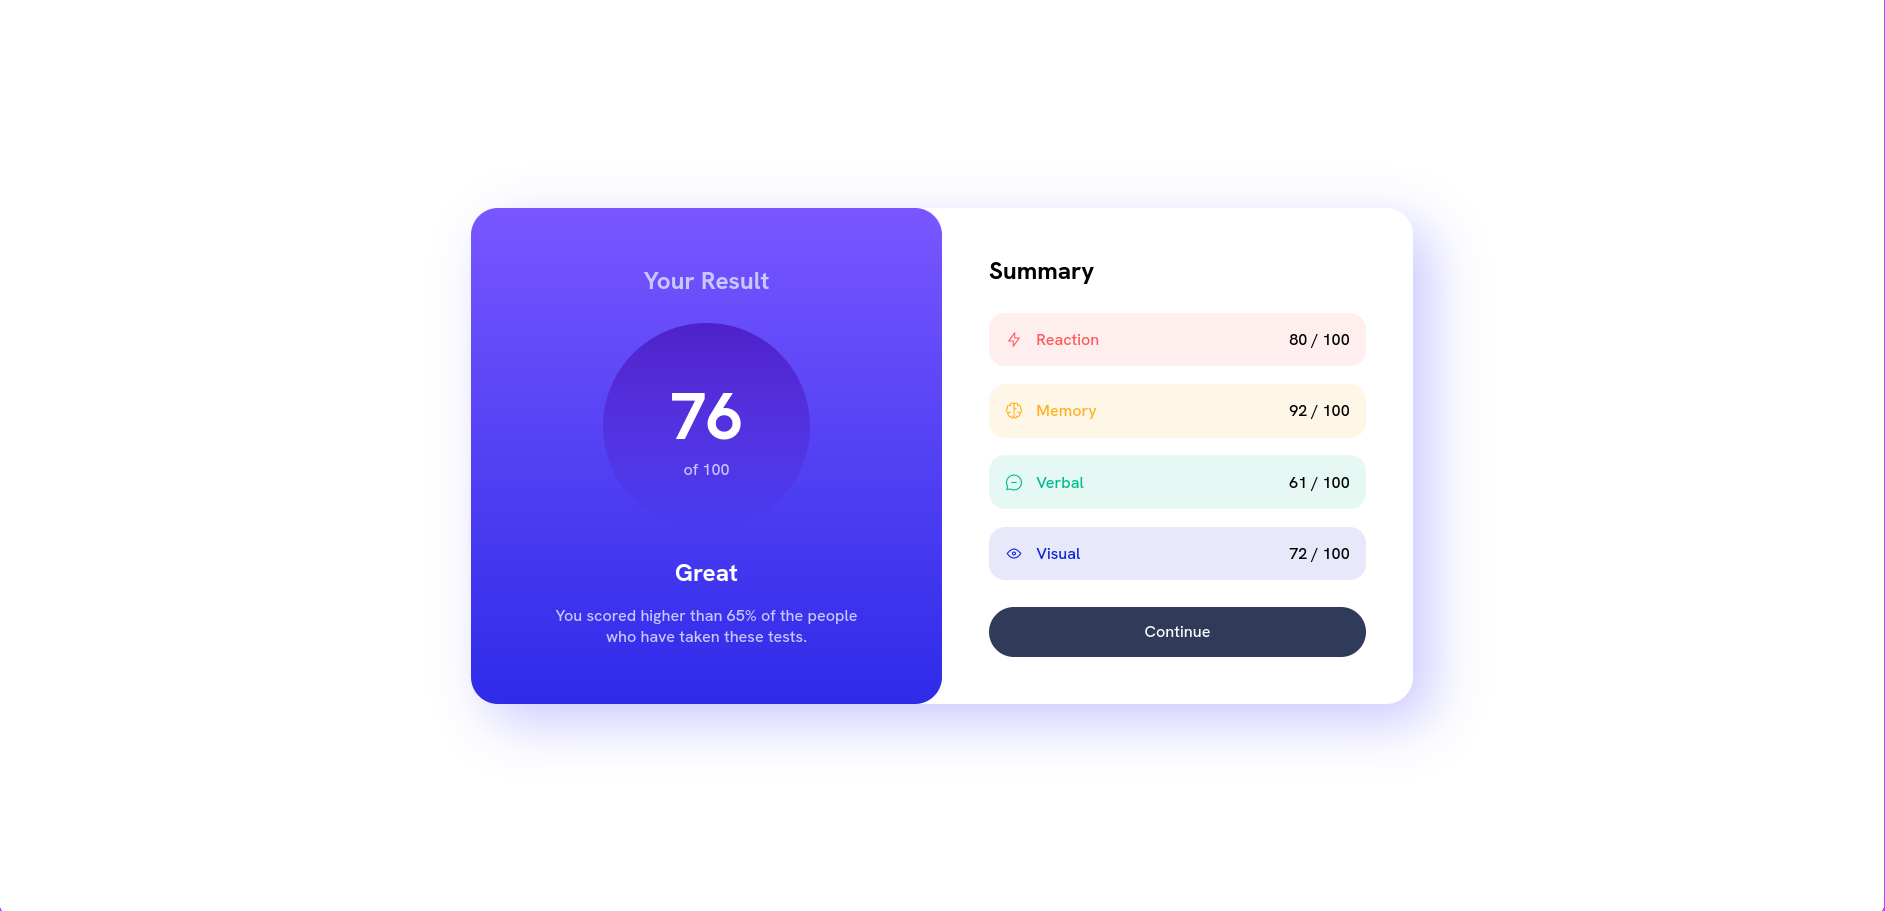 Your Result
76
of 100
Great
You scored higher than 65% of the people
who have taken these tests.
Summary
Reaction 80 / 100
Memory 92 / 100
Verbal 61 / 100
Visual 72 / 100
Continue